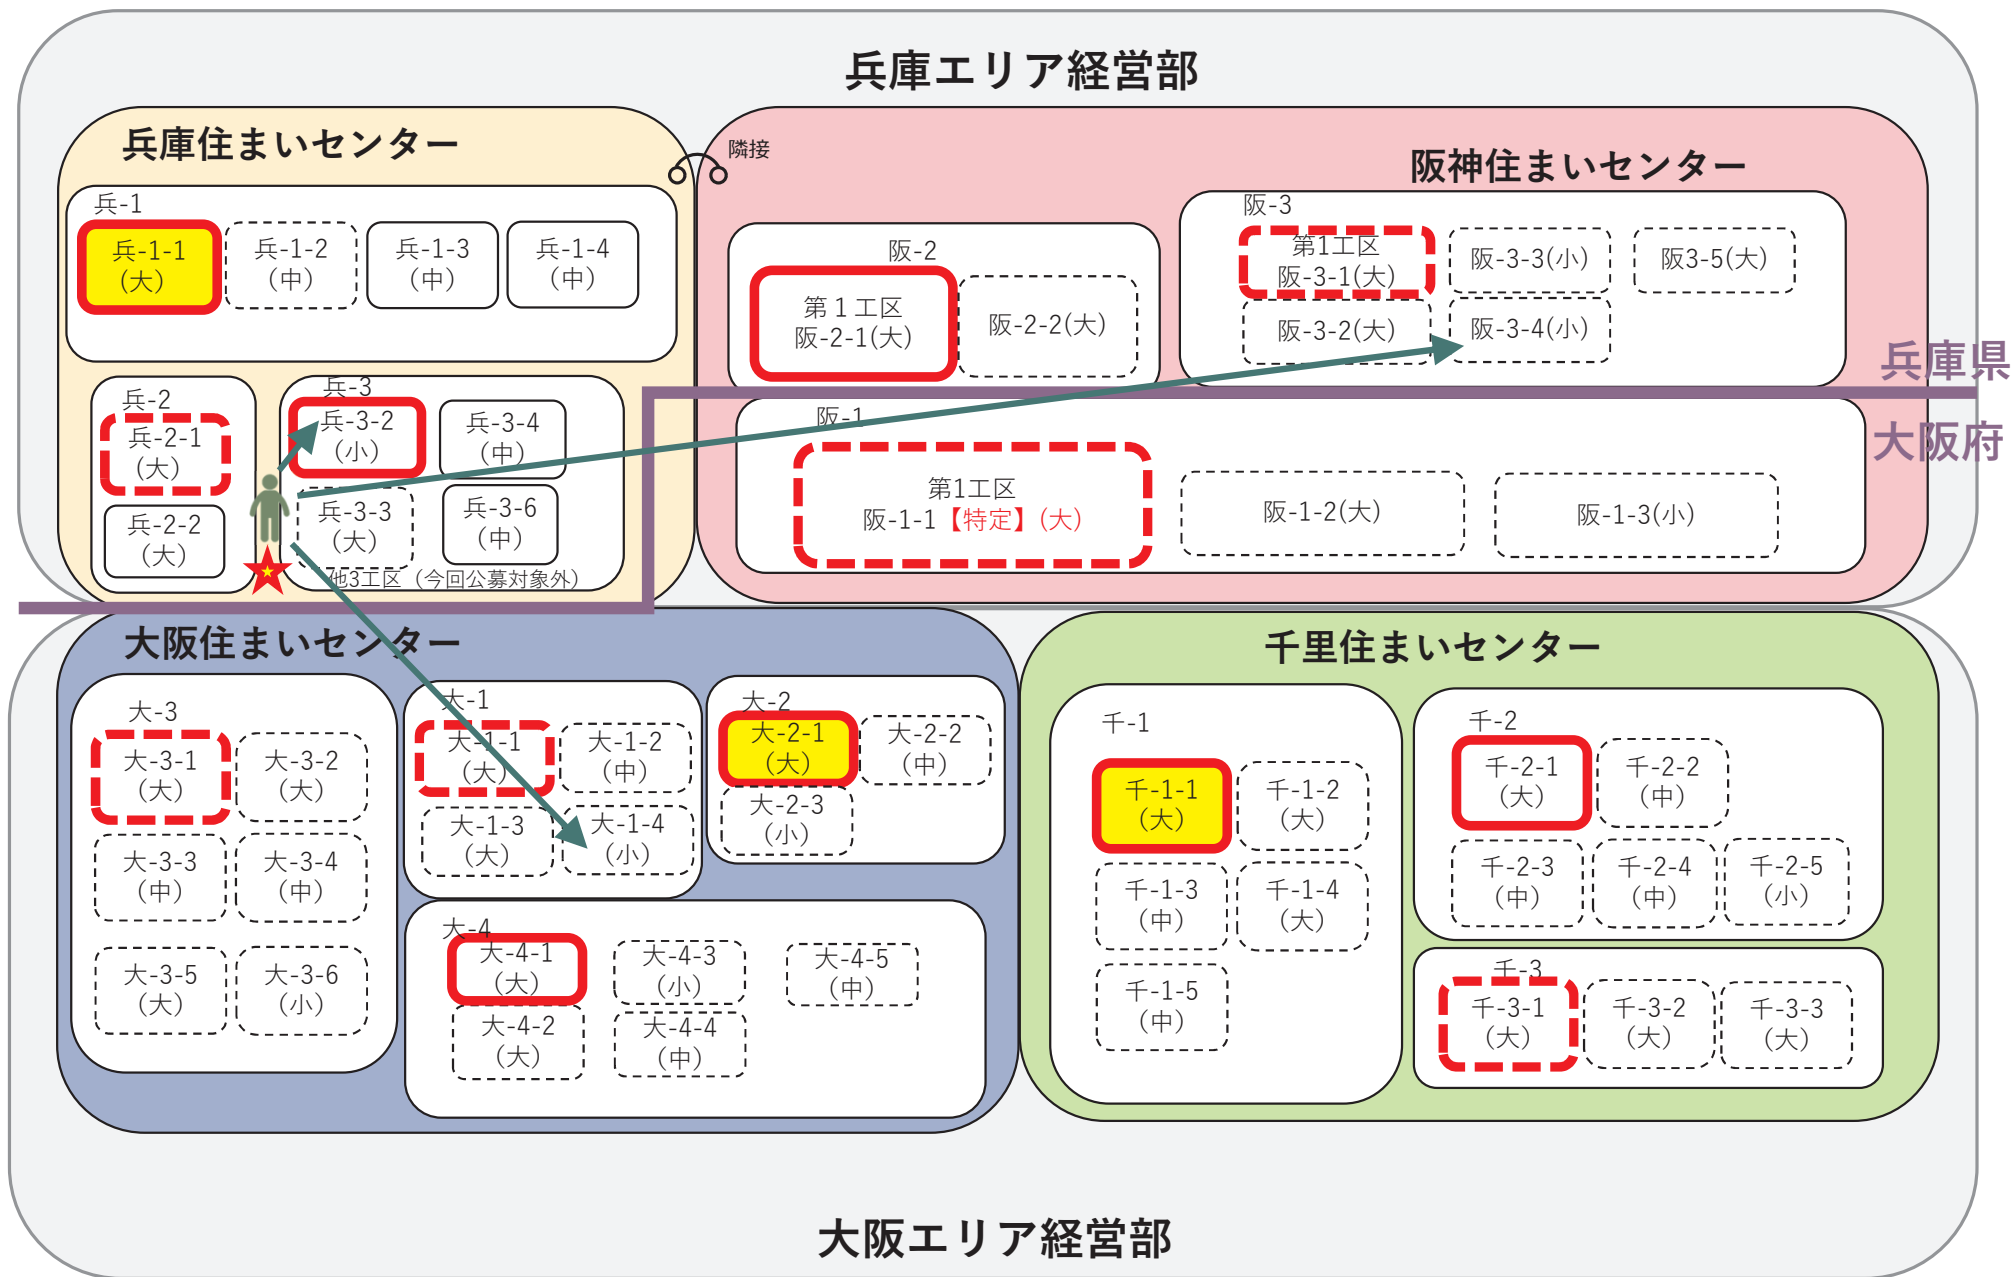 兵庫エリア経営部
兵庫住まいセンター
隣接
阪神住まいセンター
兵-1
兵-1-1
(大)
兵-1-2
(中)
兵-1-3
(中)
兵-1-4
(中)
阪-2
第１工区
阪-2-1(大)
阪-2-2(大)
阪-3
第1工区
阪-3-1(大)
阪-3-3(小)
阪3-5(大)
阪-3-2(大)
阪-3-4(小)
兵庫県
大阪府
兵-2
兵-2-1
(大)
兵-2-2
(大)
兵-3
兵-3-2
(小)
兵-3-4
(中)
兵-3-3
(大)
兵-3-6
(中)
他3工区（今回公募対象外）
阪-1
第1工区
阪-1-1【特定】(大)
阪-1-2(大)
阪-1-3(小)
大阪住まいセンター
千里住まいセンター
大-3
大-3-1
(大)
大-3-2
(大)
大-3-3
(中)
大-3-4
(中)
大-3-5
(大)
大-3-6
(小)
大-1
大-1-1
(大)
大-1-2
(中)
大-1-3
(大)
大-1-4
(小)
大-2
大-2-1
(大)
大-2-2
(中)
大-2-3
(小)
大-4
大-4-1
(大)
大-4-3
(小)
大-4-5
(中)
大-4-2
(大)
大-4-4
(中)
千-1
千-1-1
(大)
千-1-2
(大)
千-1-3
(中)
千-1-4
(大)
千-1-5
(中)
千-2
千-2-1
(大)
千-2-2
(中)
千-2-3
(中)
千-2-4
(中)
千-2-5
(小)
千-3
千-3-1
(大)
千-3-2
(大)
千-3-3
(大)
大阪エリア経営部